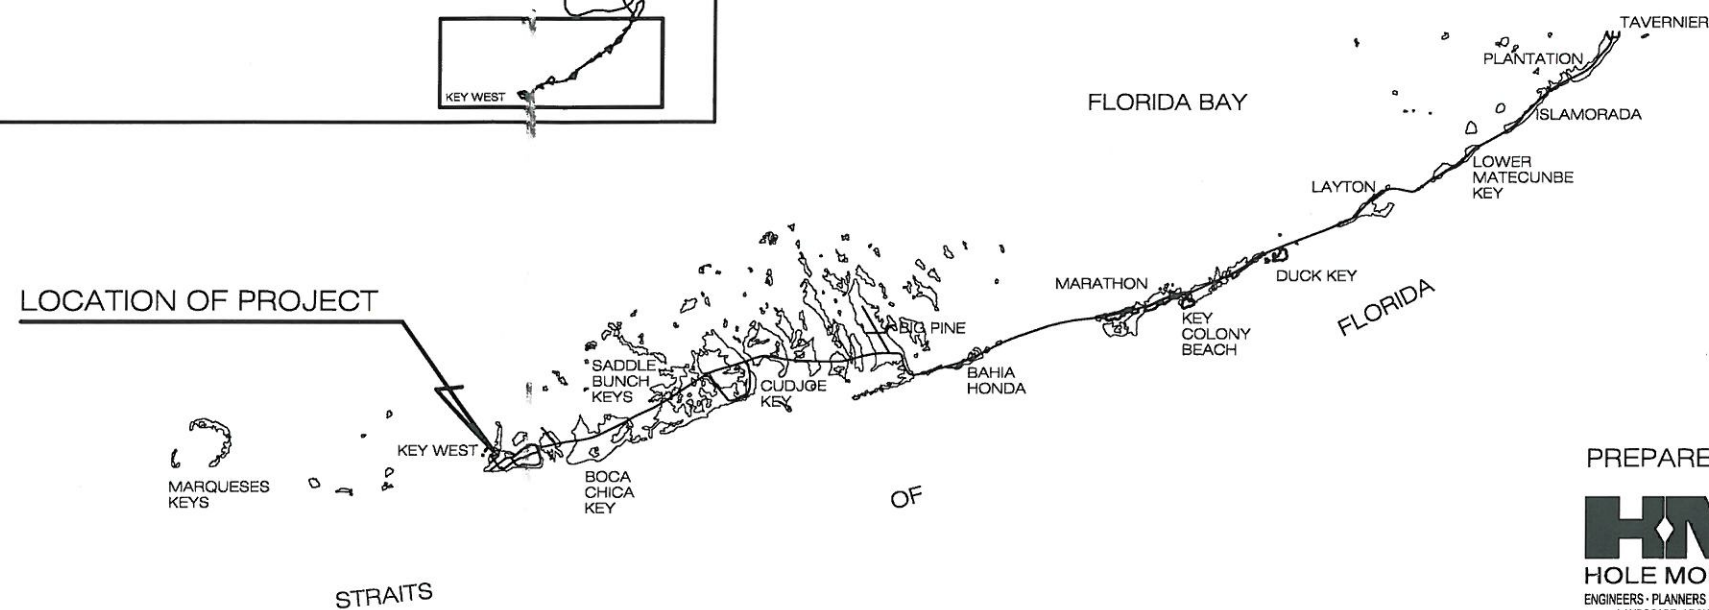 KEY WEST
TAVERNIER
PLANTATION
FLORIDA BAY
ISLAMORADA
LOWER
MATECUNBE
KEY
LAYTON
DUCK KEY
MARATHON
KEY
COLONY
BEACH
FLORIDA
LOCATION OF PROJECT
BIG PINE
SADDLE
BUNCH
KEYS
CUDJOE
KEY
BAHIA
HONDA
KEY WEST
BOCA
CHICA
KEY
MARQUESES
KEYS
OF
STRAITS
PREPARE
HM
HOLE MO
ENGINEERS · PLANNERS